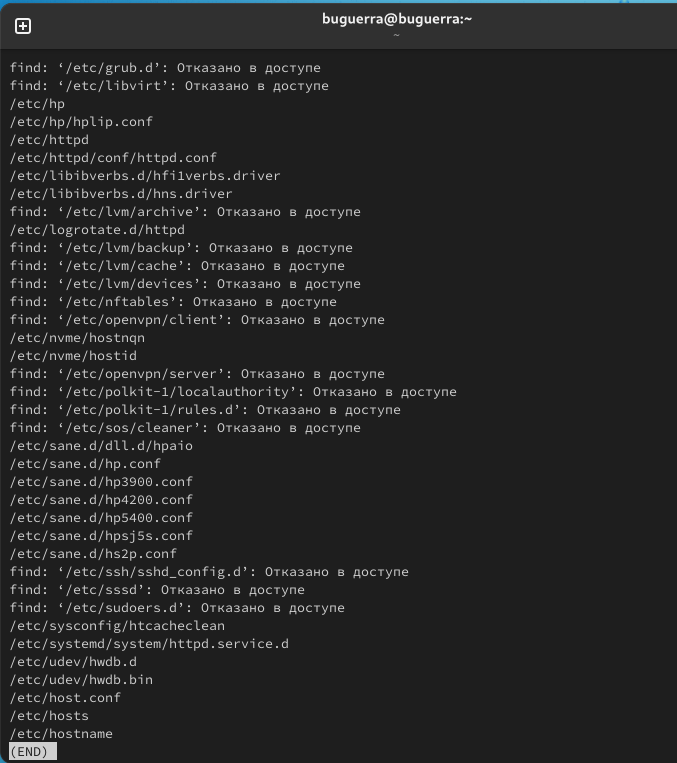 buguerra@buguerra:~
~
find: ‘/etc/grub.d’: Отказано в доступе
find: ‘/etc/libvirt’: Отказано в доступе
/etc/hp
/etc/hp/hplip.conf
/etc/httpd
/etc/httpd/conf/httpd.conf
/etc/libibverbs.d/hfi1verbs.driver
/etc/libibverbs.d/hns.driver
find: ‘/etc/lvm/archive’: Отказано в доступе
/etc/logrotate.d/httpd
find: ‘/etc/lvm/backup’: Отказано в доступе
find: ‘/etc/lvm/cache’: Отказано в доступе
find: ‘/etc/lvm/devices’: Отказано в доступе
find: ‘/etc/nftables’: Отказано в доступе
find: ‘/etc/openvpn/client’: Отказано в доступе
/etc/nvme/hostnqn
/etc/nvme/hostid
find: ‘/etc/openvpn/server’: Отказано в доступе
find: ‘/etc/polkit-1/localauthority’: Отказано в доступе
find: ‘/etc/polkit-1/rules.d’: Отказано в доступе
find: ‘/etc/sos/cleaner’: Отказано в доступе
/etc/sane.d/dll.d/hpaio
/etc/sane.d/hp.conf
/etc/sane.d/hp3900.conf
/etc/sane.d/hp4200.conf
/etc/sane.d/hp5400.conf
/etc/sane.d/hpsj5s.conf
/etc/sane.d/hs2p.conf
find: ‘/etc/ssh/sshd_config.d’: Отказано в доступе
find: ‘/etc/sssd’: Отказано в доступе
find: ‘/etc/sudoers.d’: Отказано в доступе
/etc/sysconfig/htcacheclean
/etc/systemd/system/httpd.service.d
/etc/udev/hwdb.d
/etc/udev/hwdb.bin
/etc/host.conf
/etc/hosts
/etc/hostname
(END)